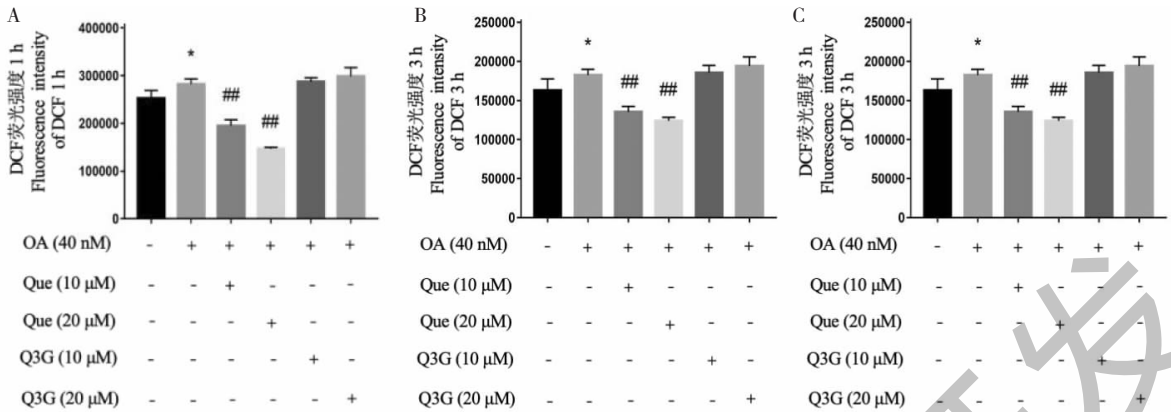 A
DCF荧光强度 1 h
Fluorescence intensity
of DCF 1 h
400000
300000
200000
100000
0
*
##
##
OA (40 nM) - + + + + +
Que (10 μM) - - + - - -
Que (20 μM) - - - + - -
Q3G (10 μM) - - - - + -
Q3G (20 μM) - - - - - +
B
DCF荧光强度 3 h
Fluorescence intensity
of DCF 3 h
250000
200000
150000
100000
50000
0
*
##
##
OA (40 nM) - + + + + +
Que (10 μM) - - + - - -
Que (20 μM) - - - + - -
Q3G (10 μM) - - - - + -
Q3G (20 μM) - - - - - +
C
DCF荧光强度 3 h
Fluorescence intensity
of DCF 3 h
250000
200000
150000
100000
50000
0
*
##
##
OA (40 nM) - + + + + +
Que (10 μM) - - + - - -
Que (20 μM) - - - + - -
Q3G (10 μM) - - - - + -
Q3G (20 μM) - - - - - +
发